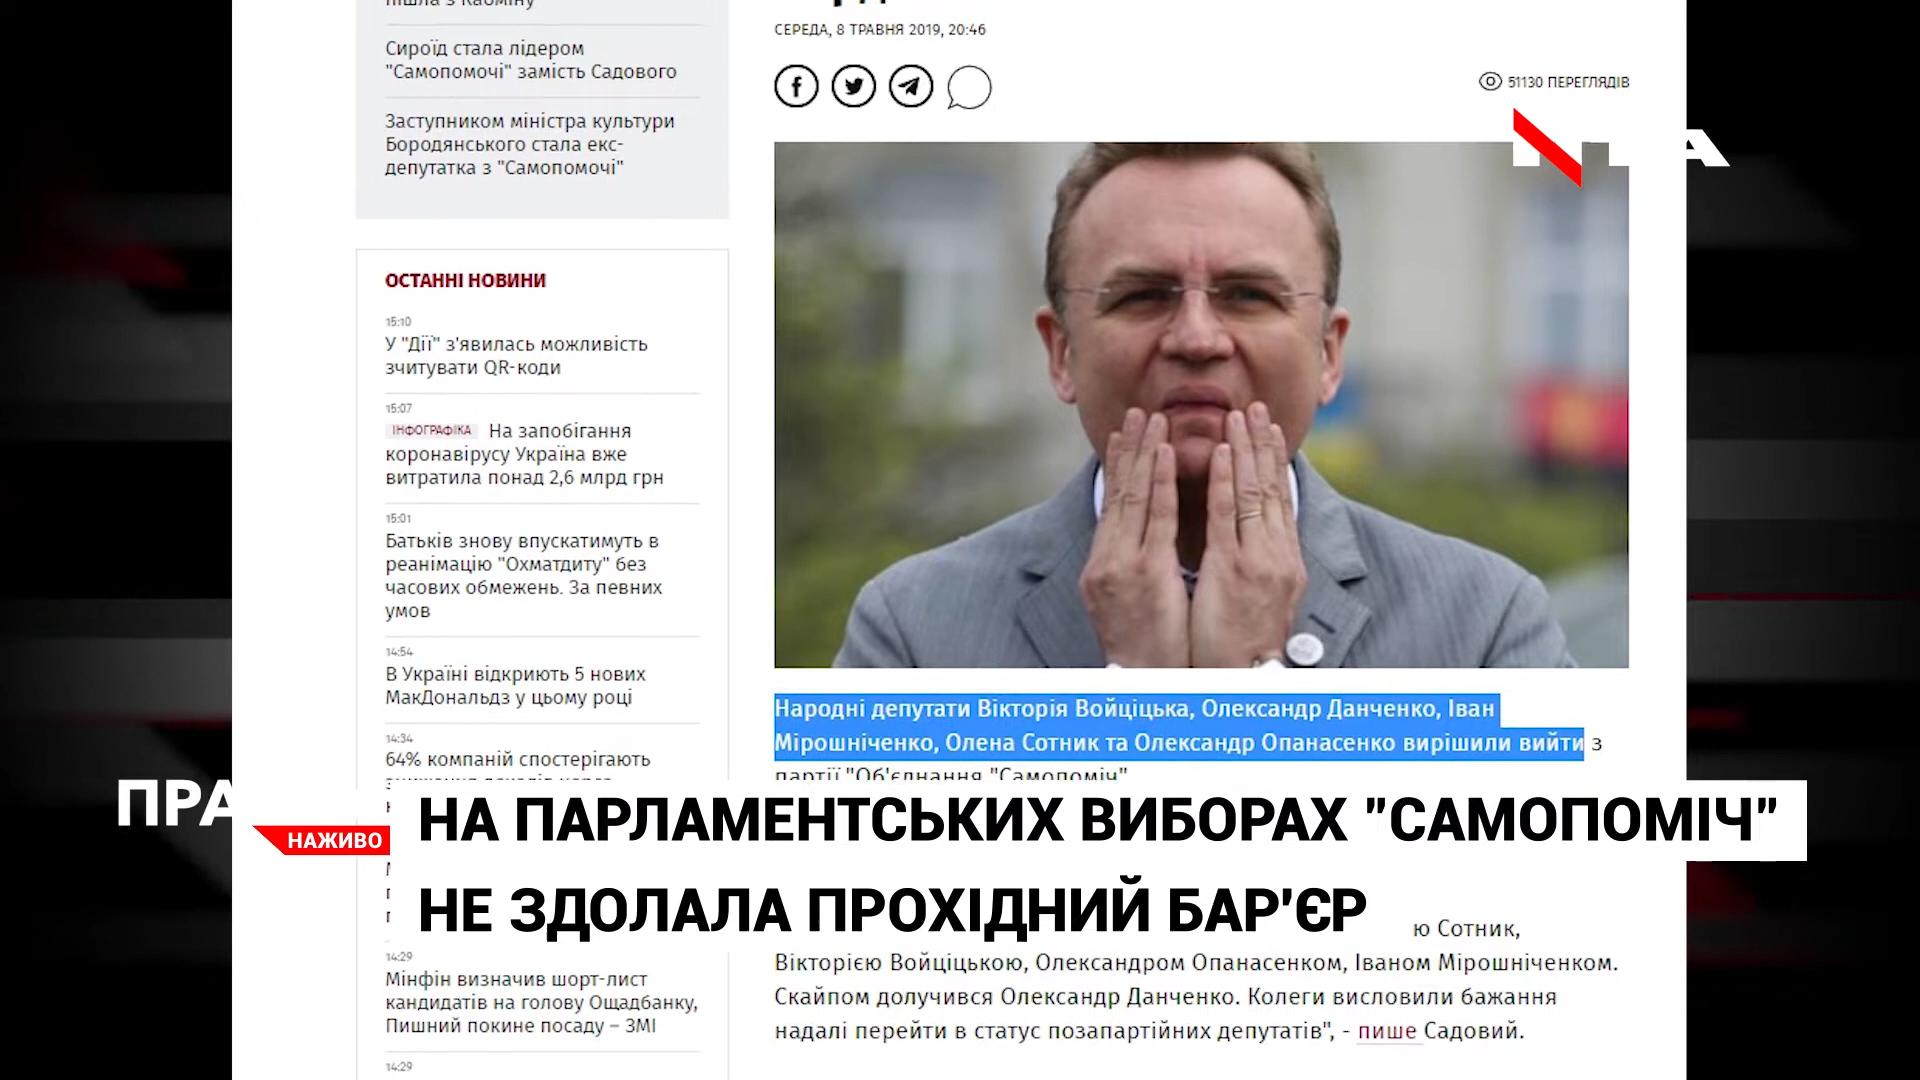 Сироїд стала лідером
"Самопомочі" замість Садового
Заступником міністра культури
Бородянського стала екс-
депутатка з "Самопомочі"
ОСТАННІ НОВИНИ
15:10
У "Дії" з'явилась можливість
зчитувати QR-коди
15:07
ІНФОГРАФІКА На запобігання
коронавірусу Україна вже
витратила понад 2,6 млрд грн
15:01
Батьків знову впускатимуть в
реанімацію "Охматдиту" без
часових обмежень. За певних
умов
14:54
В Україні відкриють 5 нових
МакДональдз у цьому році
14:34
64% компаній спостерігають
14:29
Мінфін визначив шорт-лист
кандидатів на голову Ощадбанку,
Пишний покине посаду – ЗМІ
14:29
СЕРЕДА, 8 ТРАВНЯ 2019, 20:46
51130 ПЕРЕГЛЯДІВ
Народні депутати Вікторія Войціцька, Олександр Данченко, Іван
Мірошніченко, Олена Сотник та Олександр Опанасенко вирішили вийти з
партії "Об'єднання "Самопоміч"
ПРА
НАЖИВО
НА ПАРЛАМЕНТСЬКИХ ВИБОРАХ "САМОПОМІЧ"
НЕ ЗДОЛАЛА ПРОХІДНИЙ БАР'ЄР
ю Сотник,
Вікторією Войціцькою, Олександром Опанасенком, Іваном Мірошніченком.
Скайпом долучився Олександр Данченко. Колеги висловили бажання
надалі перейти в статус позапартійних депутатів", - пише Садовий.